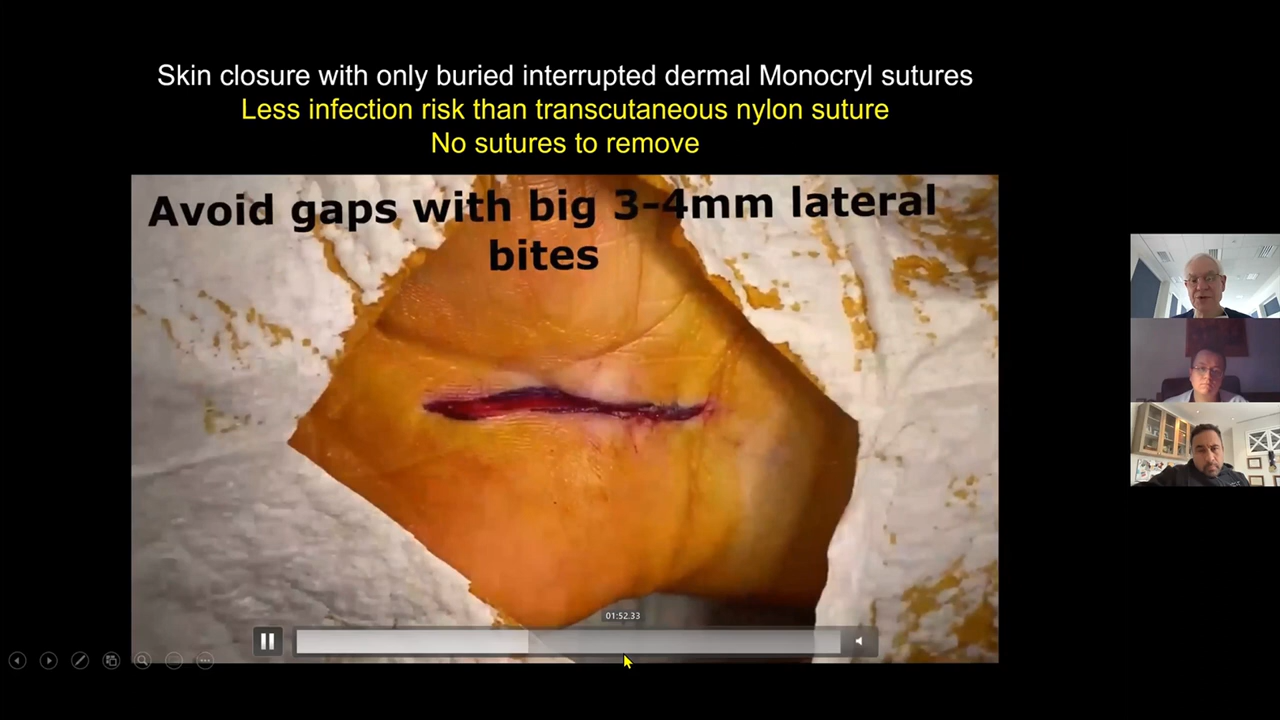 Skin closure with only buried interrupted dermal Monocryl sutures
Less infection risk than transcutaneous nylon suture
No sutures to remove
Avoid gaps with big 3-4mm lateral
bites
01:52.33